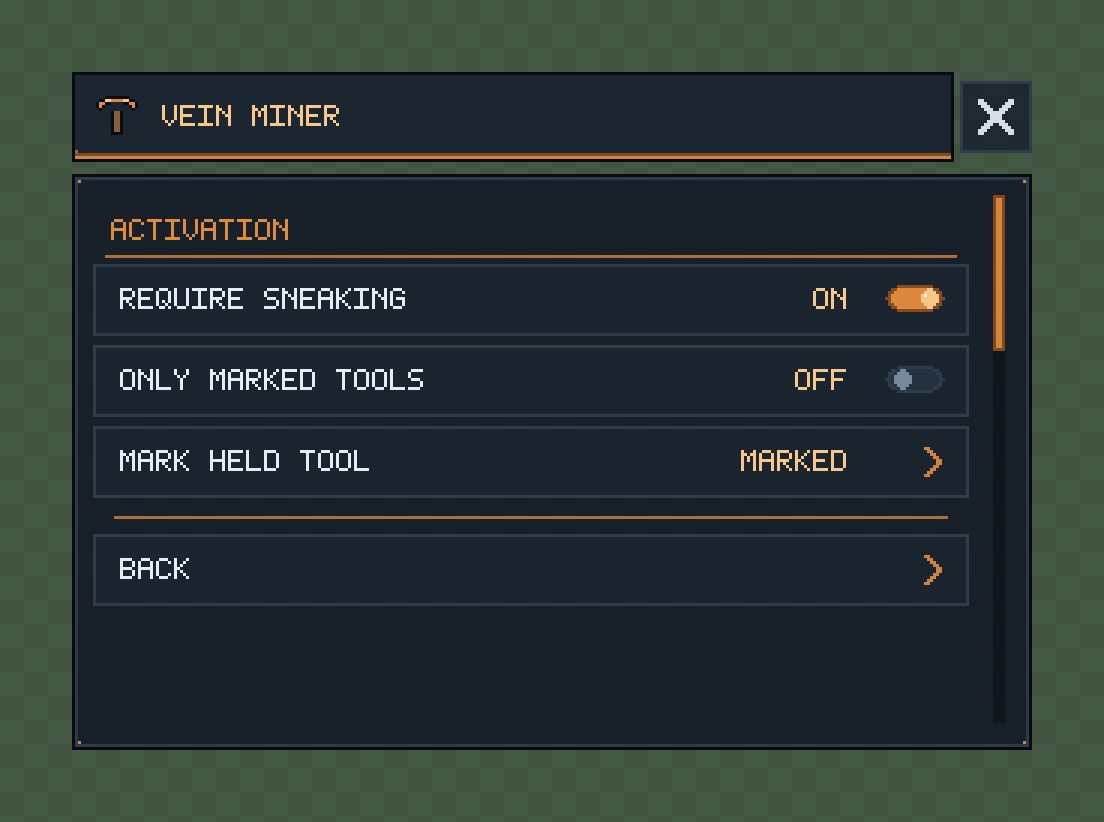 VEIN MINER
ACTIVATION
REQUIRE SNEAKING ON
ONLY MARKED TOOLS OFF
MARK HELD TOOL MARKED
BACK